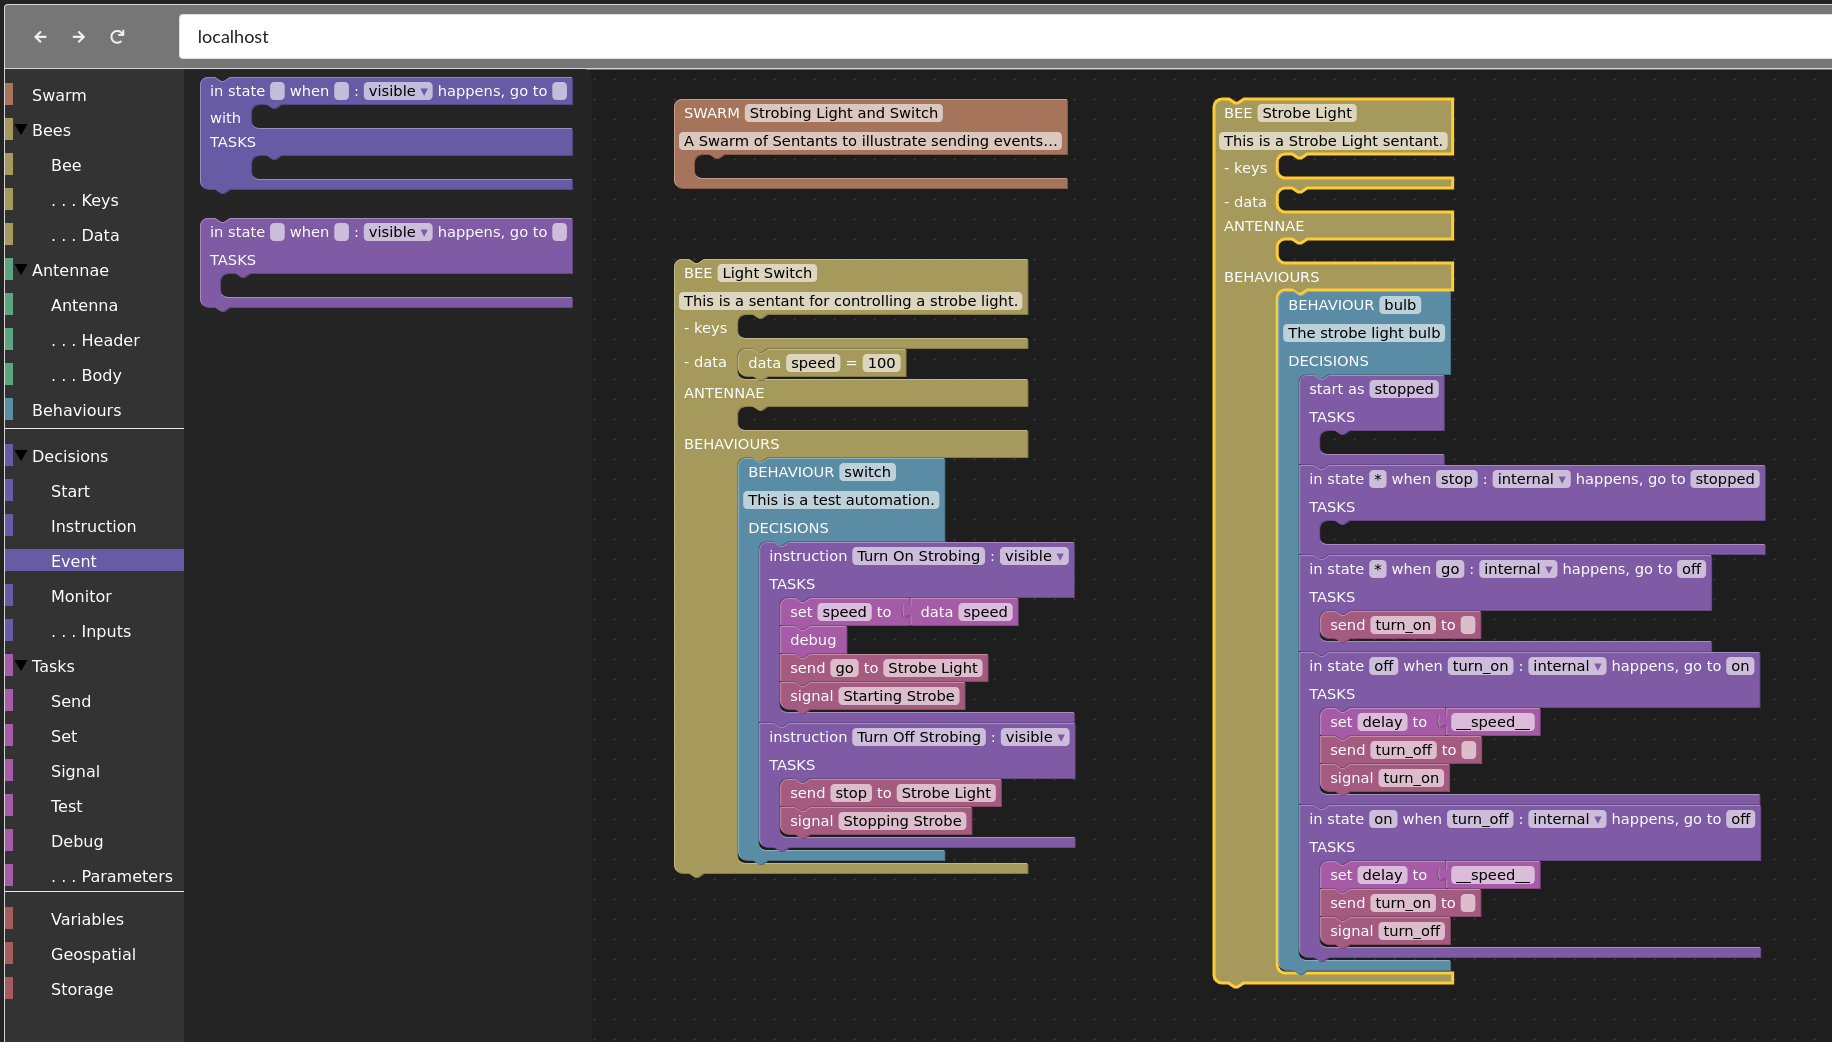 localhost
Swarm
Bees
Bee
. . . Keys
. . . Data
Antennae
Antenna
. . . Header
. . . Body
Behaviours
Decisions
Start
Instruction
Event
Monitor
. . . Inputs
Tasks
Send
Set
Signal
Test
Debug
. . . Parameters
Variables
Geospatial
Storage
in state when : visible ▾ happens, go to
with
TASKS
in state when : visible ▾ happens, go to
TASKS
SWARM Strobing Light and Switch
A Swarm of Sentants to illustrate sending events...
BEE Light Switch
This is a sentant for controlling a strobe light.
- keys
- data data speed = 100
ANTENNAE
BEHAVIOURS
BEHAVIOUR switch
This is a test automation.
DECISIONS
instruction Turn On Strobing : visible ▾
TASKS
set speed to data speed
debug
send go to Strobe Light
signal Starting Strobe
instruction Turn Off Strobing : visible ▾
TASKS
send stop to Strobe Light
signal Stopping Strobe
BEE Strobe Light
This is a Strobe Light sentant.
- keys
- data
ANTENNAE
BEHAVIOURS
BEHAVIOUR bulb
The strobe light bulb
DECISIONS
start as stopped
TASKS
in state * when stop : internal ▾ happens, go to stopped
TASKS
in state * when go : internal ▾ happens, go to off
TASKS
send turn_on to
in state off when turn_on : internal ▾ happens, go to on
TASKS
set delay to __speed__
send turn_off to
signal turn_on
in state on when turn_off : internal ▾ happens, go to off
TASKS
set delay to __speed__
send turn_on to
signal turn_off